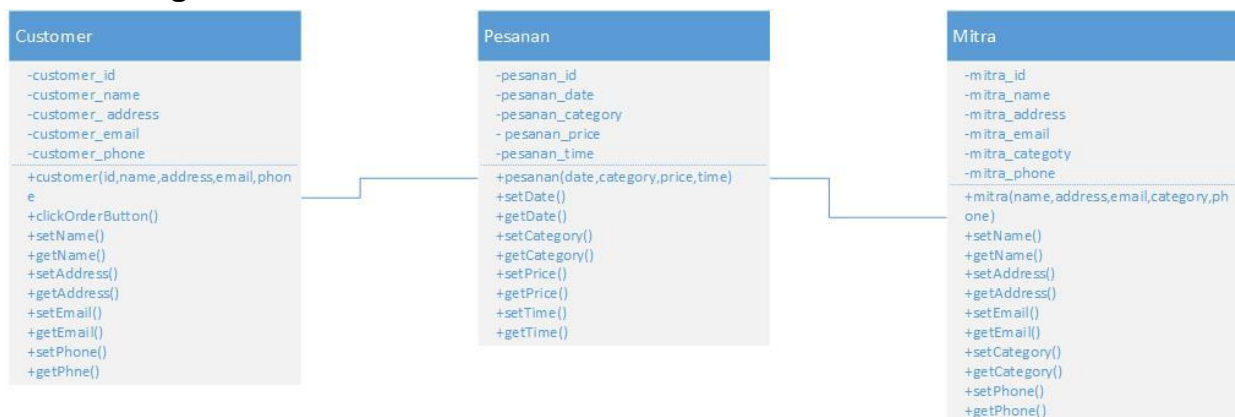 Customer
-customer_id
-customer_name
-customer_ address
-customer_email
-customer_phone
+customer(id,name,address,email,phon
e
+clickOrderButton()
+setName()
+getName()
+setAddress()
+getAddress()
+setEmail()
+getEmail()
+setPhone()
+getPhne()
Pesanan
-pesanan_id
-pesanan_date
-pesanan_category
- pesanan_price
-pesanan_time
+pesanan(date,category,price,time)
+setDate()
+getDate()
+setCategory()
+getCategory()
+setPrice()
+getPrice()
+setTime()
+getTime()
Mitra
-mitra_id
-mitra_name
-mitra_address
-mitra_email
-mitra_categoty
-mitra_phone
+mitra(name,address,email,category,ph
one)
+setName()
+getName()
+setAddress()
+getAddress()
+setEmail()
+getEmail()
+setCategory()
+getCategory()
+setPhone()
+getPhone()